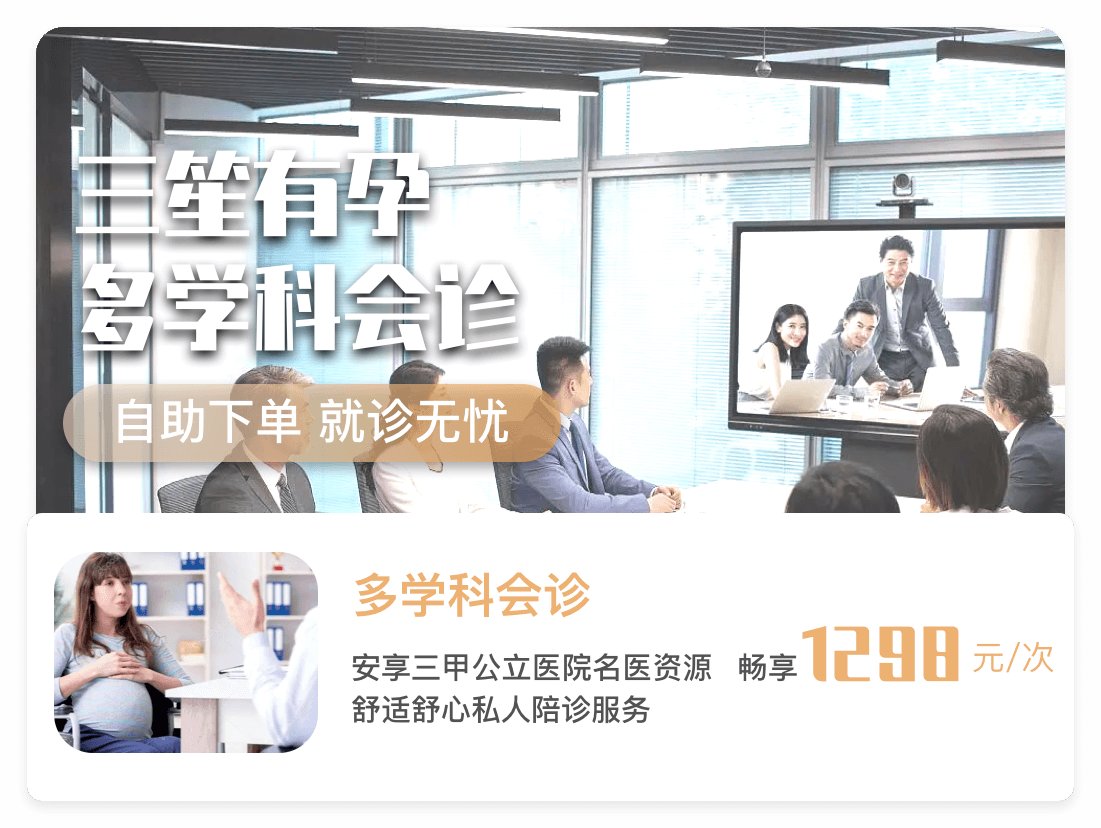 三笙有孕
多学科会诊
自助下单 就诊无忧
多学科会诊
安享三甲公立医院名医资源 畅享
舒适舒心私人陪诊服务
1298 元/次